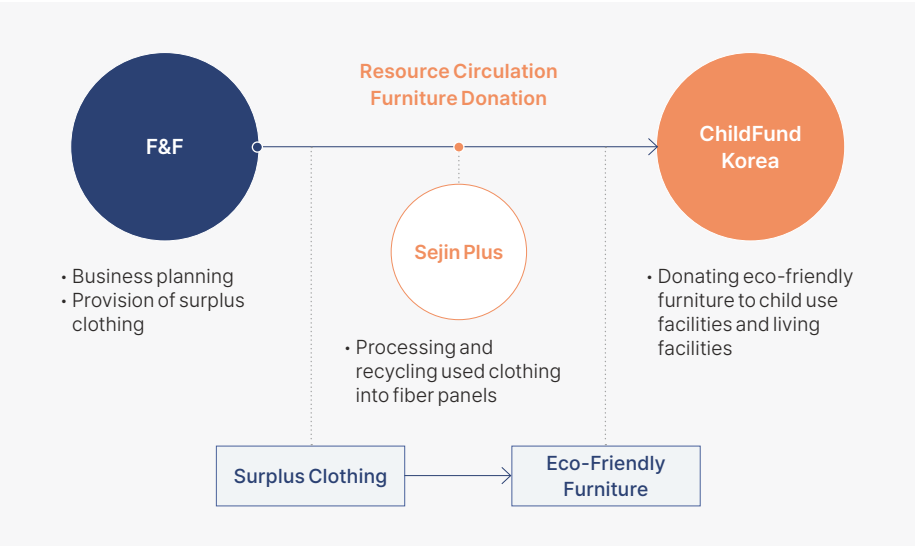 Resource Circulation
Furniture Donation
F&F
ChildFund
Korea
Sejin Plus
• Business planning
• Provision of surplus
clothing
• Processing and
recycling used clothing
into fiber panels
• Donating eco-friendly
furniture to child use
facilities and living
facilities
Surplus Clothing
Eco-Friendly
Furniture